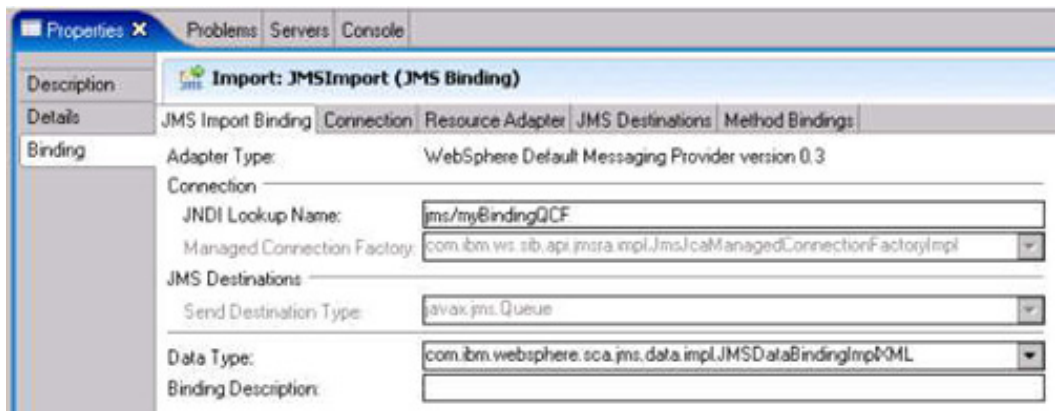 Properties Problems Servers Console
Description
Import: JMSImport (JMS Binding)
Details
JMS Import Binding Connection Resource Adapter JMS Destinations Method Bindings
Binding
Adapter Type: WebSphere Default Messaging Provider version 0.3
Connection
JNDI Lookup Name: jms/myBindingQCF
Managed Connection Factory: com.ibm.ws.sib.api.jmsra.impl.JmsJcaManagedConnectionFactoryImpl
JMS Destinations
Send Destination Type javax.jms.Queue
Data Type: com.ibm.websphere.sca.jms.data.impl.JMSDataBindingImplXML
Binding Description: